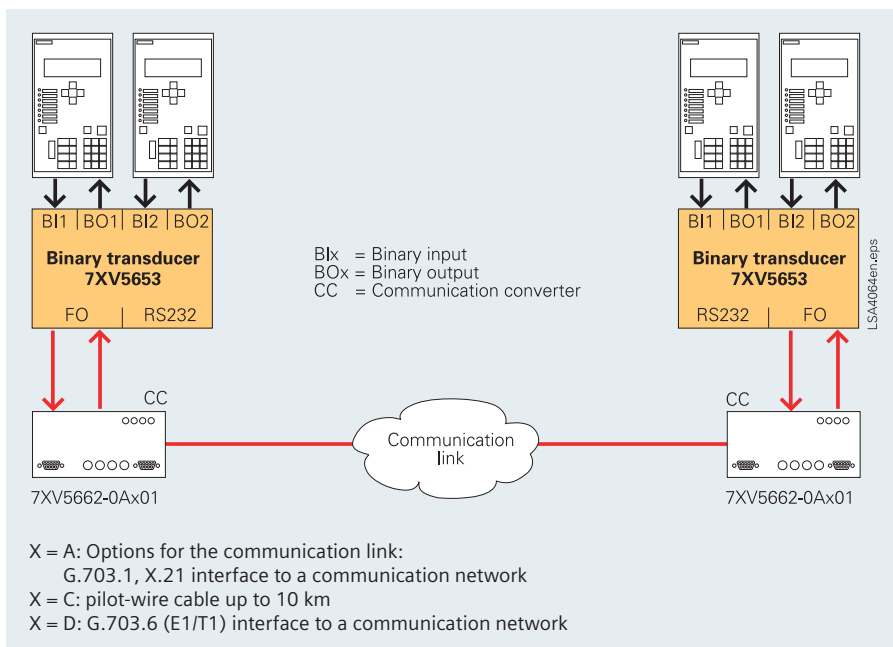 BI1 BO1 BI2 BO2
Binary transducer
7XV5653
FO RS232
BI1 BO1 BI2 BO2
Binary transducer
7XV5653
RS232 FO
BIx = Binary input
BOx = Binary output
CC = Communication converter
LSA4064en.eps
CC
7XV5662-0Ax01
Communication
link
CC
7XV5662-0Ax01
X = A: Options for the communication link:
G.703.1, X.21 interface to a communication network
X = C: pilot-wire cable up to 10 km
X = D: G.703.6 (E1/T1) interface to a communication network